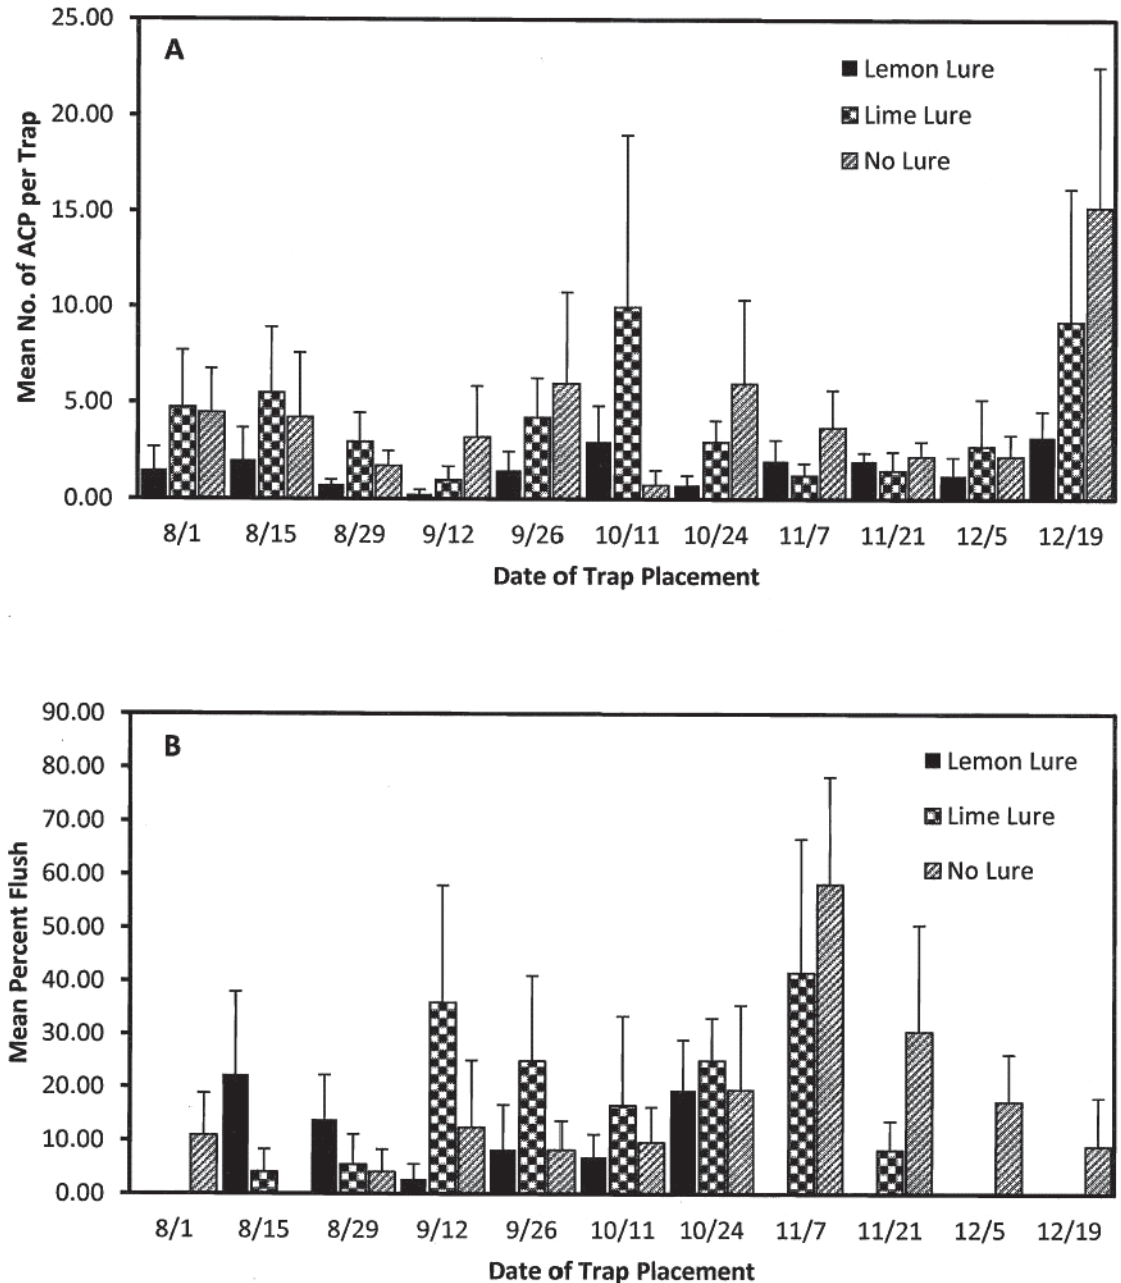 25.00
20.00
15.00
10.00
5.00
0.00
Mean No. of ACP per Trap
A
Lemon Lure
Lime Lure
No Lure
8/1 8/15 8/29 9/12 9/26 10/11 10/24 11/7 11/21 12/5 12/19
Date of Trap Placement
90.00
80.00
70.00
60.00
50.00
40.00
30.00
20.00
10.00
0.00
Mean Percent Flush
B
Lemon Lure
Lime Lure
No Lure
8/1 8/15 8/29 9/12 9/26 10/11 10/24 11/7 11/21 12/5 12/19
Date of Trap Placement